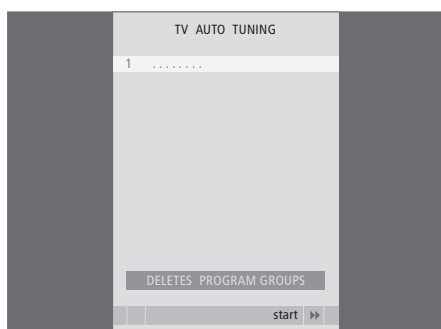 TV AUTO TUNING
1 ........
DELETES PROGRAM GROUPS
start